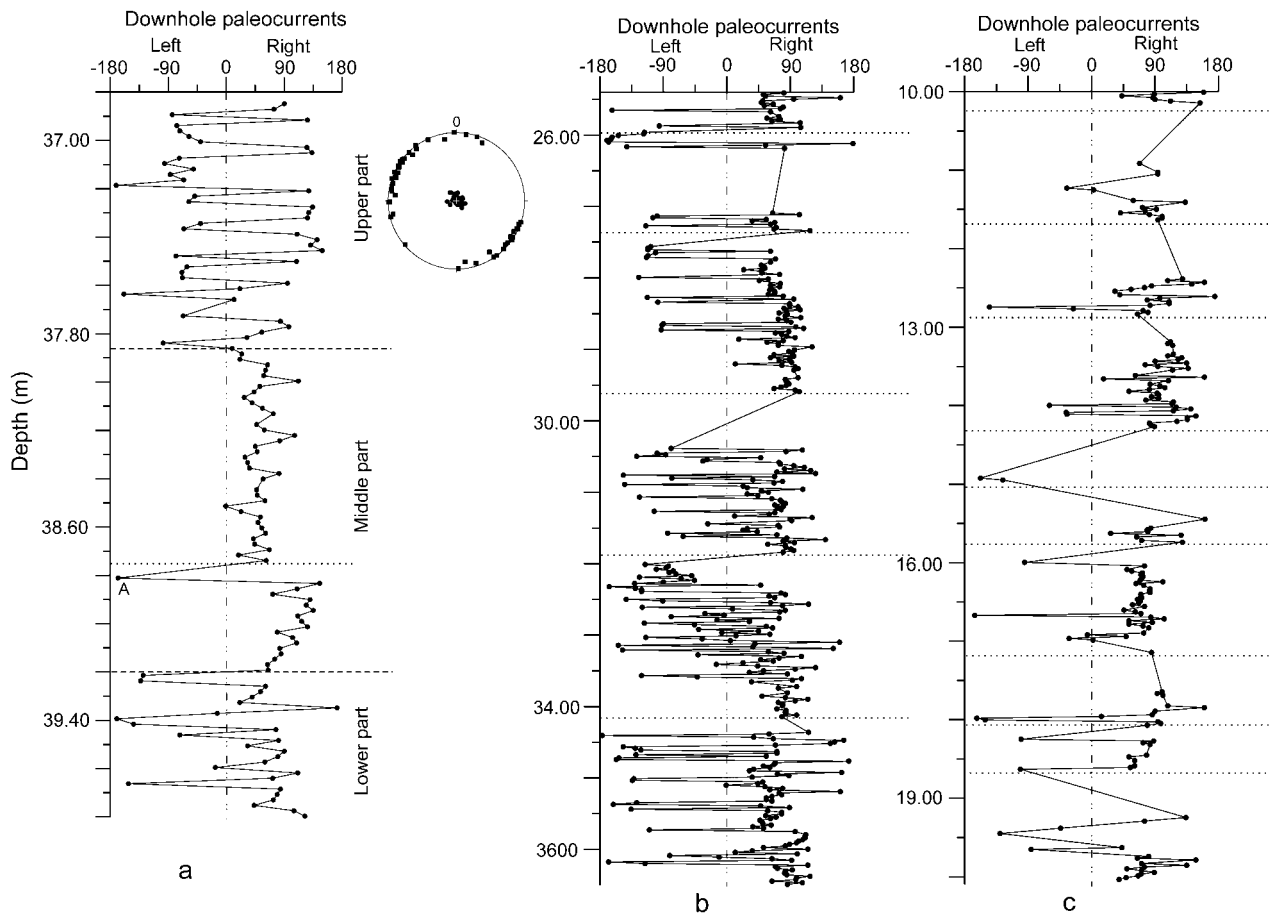 Downhole paleocurrents
Left Right
-180 -90 0 90 180
37.00
37.80
38.60
39.40
Depth (m)
Upper part
Middle part
Lower part
A
0
a
Downhole paleocurrents
Left Right
-180 -90 0 90 180
26.00
30.00
34.00
3600
b
Downhole paleocurrents
Left Right
-180 -90 0 90 180
10.00
13.00
16.00
19.00
c